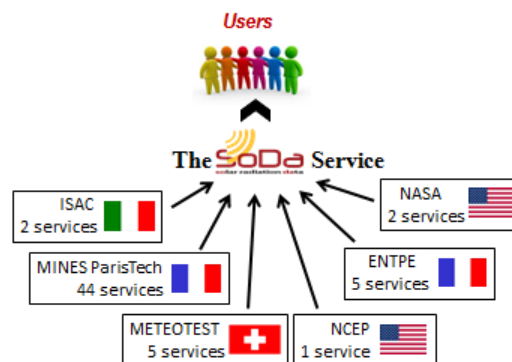 Users
The SoDa Service
solar radiation data
ISAC
2 services
NASA
2 services
MINES ParisTech
44 services
ENTPE
5 services
METEOTEST
5 services
NCEP
1 service